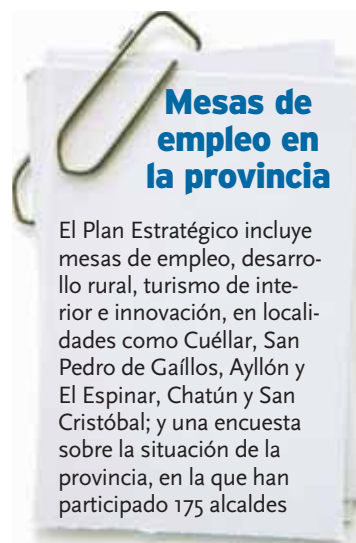 Mesas de
empleo en
la provincia
El Plan Estratégico incluye
mesas de empleo, desarro-
llo rural, turismo de inte-
rior e innovación, en locali-
dades como Cuéllar, San
Pedro de Gaíllos, Ayllón y
El Espinar, Chatún y San
Cristóbal; y una encuesta
sobre la situación de la
provincia, en la que han
participado 175 alcaldes